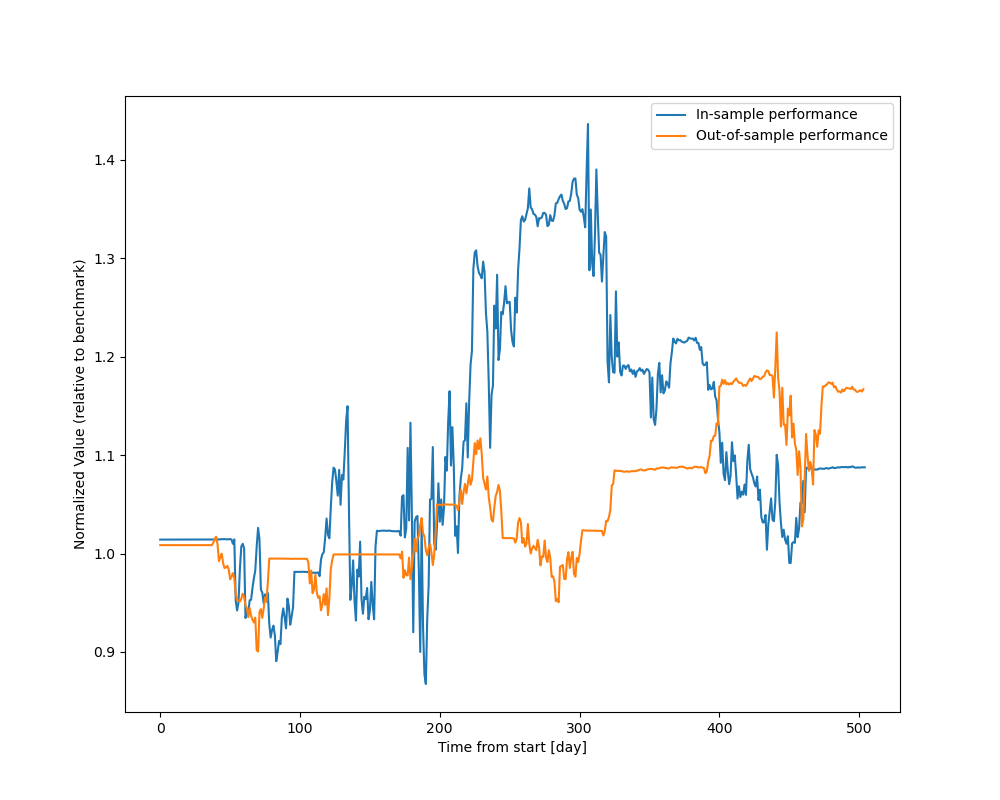 In-sample performance
Out-of-sample performance
Normalized Value (relative to benchmark)
1.4
1.3
1.2
1.1
1.0
0.9
0 100 200 300 400 500
Time from start [day]